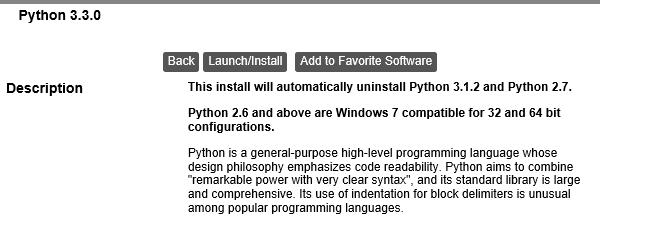 Python 3.3.0
Back Launch/Install Add to Favorite Software
Description
This install will automatically uninstall Python 3.1.2 and Python 2.7.
Python 2.6 and above are Windows 7 compatible for 32 and 64 bit
configurations.
Python is a general-purpose high-level programming language whose
design philosophy emphasizes code readability. Python aims to combine
"remarkable power with very clear syntax", and its standard library is large
and comprehensive. Its use of indentation for block delimiters is unusual
among popular programming languages.